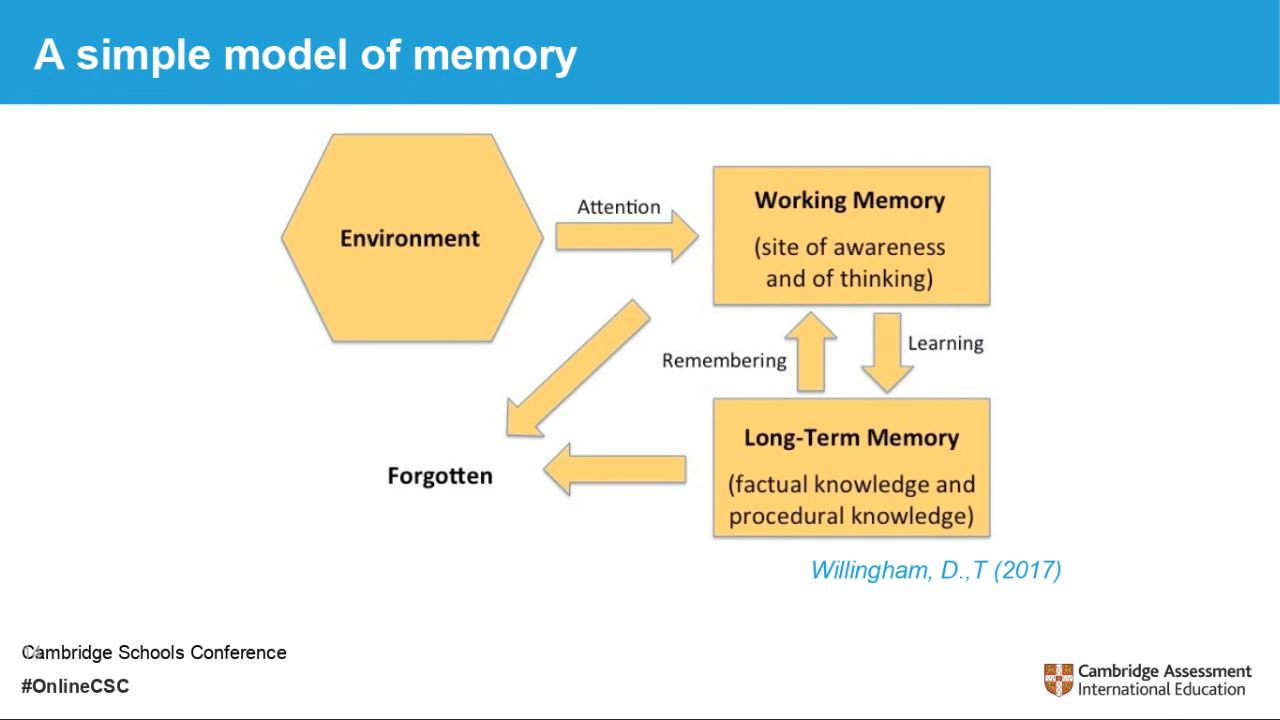 A simple model of memory
Environment
Attention
Working Memory
(site of awareness
and of thinking)
Remembering
Learning
Long-Term Memory
(factual knowledge and
procedural knowledge)
Forgotten
Willingham, D.,T (2017)
14
Cambridge Schools Conference
#OnlineCSC
Cambridge Assessment
International Education